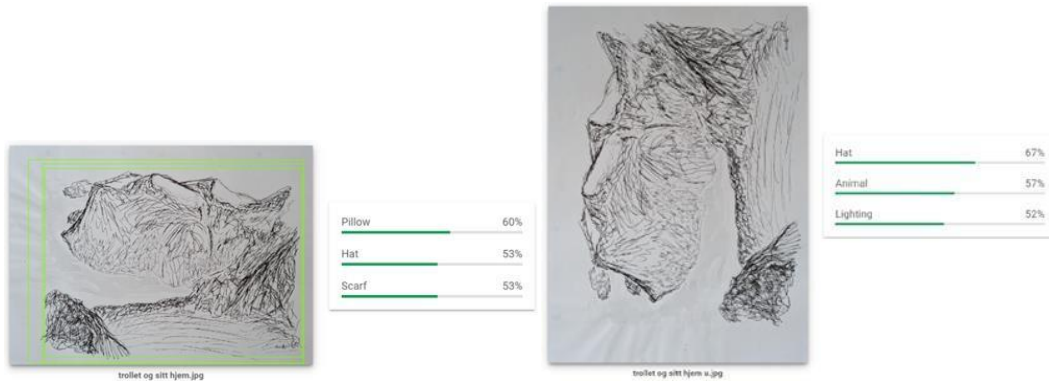 Pillow 60%
Hat 53%
Scarf 53%
trollet og sitt hjem.jpg
Hat 67%
Animal 57%
Lighting 52%
trollet og sitt hjem u.jpg